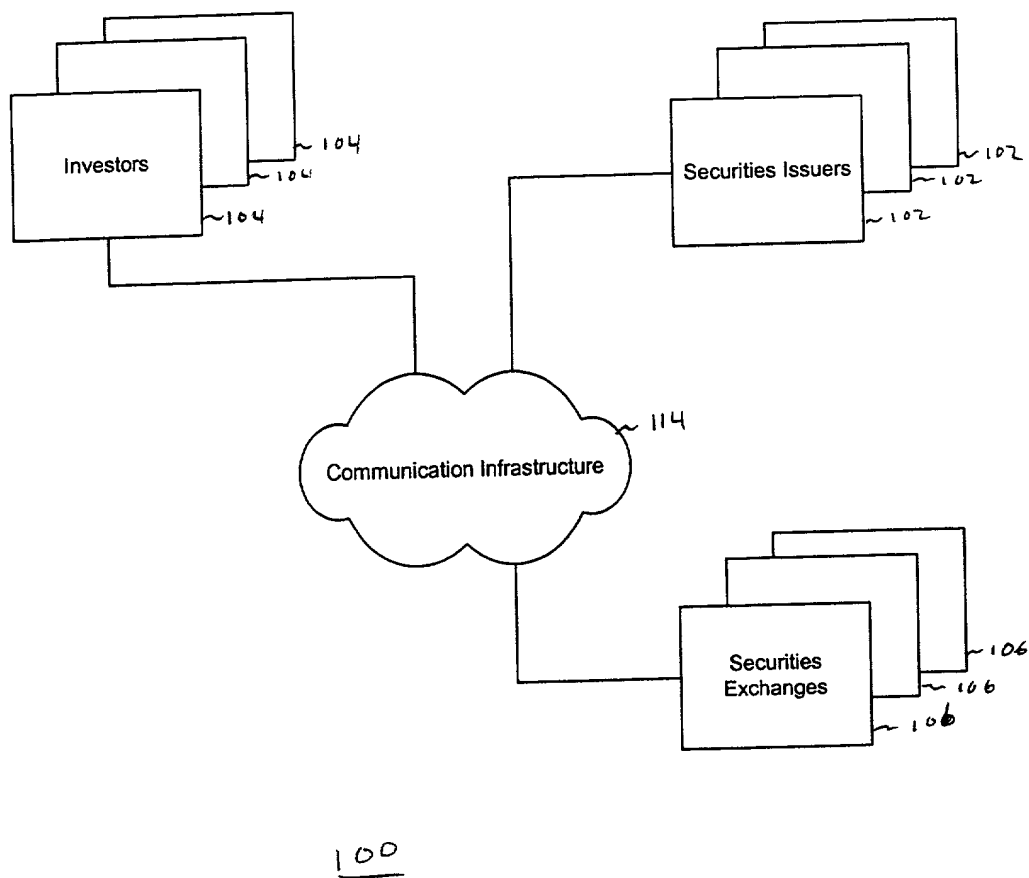 Investors
104
104
104
Securities Issuers
102
102
102
Communication Infrastructure
114
Securities
Exchanges
106
106
106
100